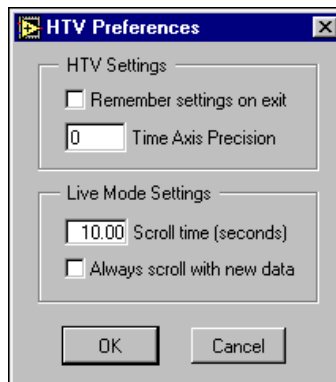 HTV Preferences
HTV Settings
Remember settings on exit
0 Time Axis Precision
Live Mode Settings
10.00 Scroll time (seconds)
Always scroll with new data
OK Cancel